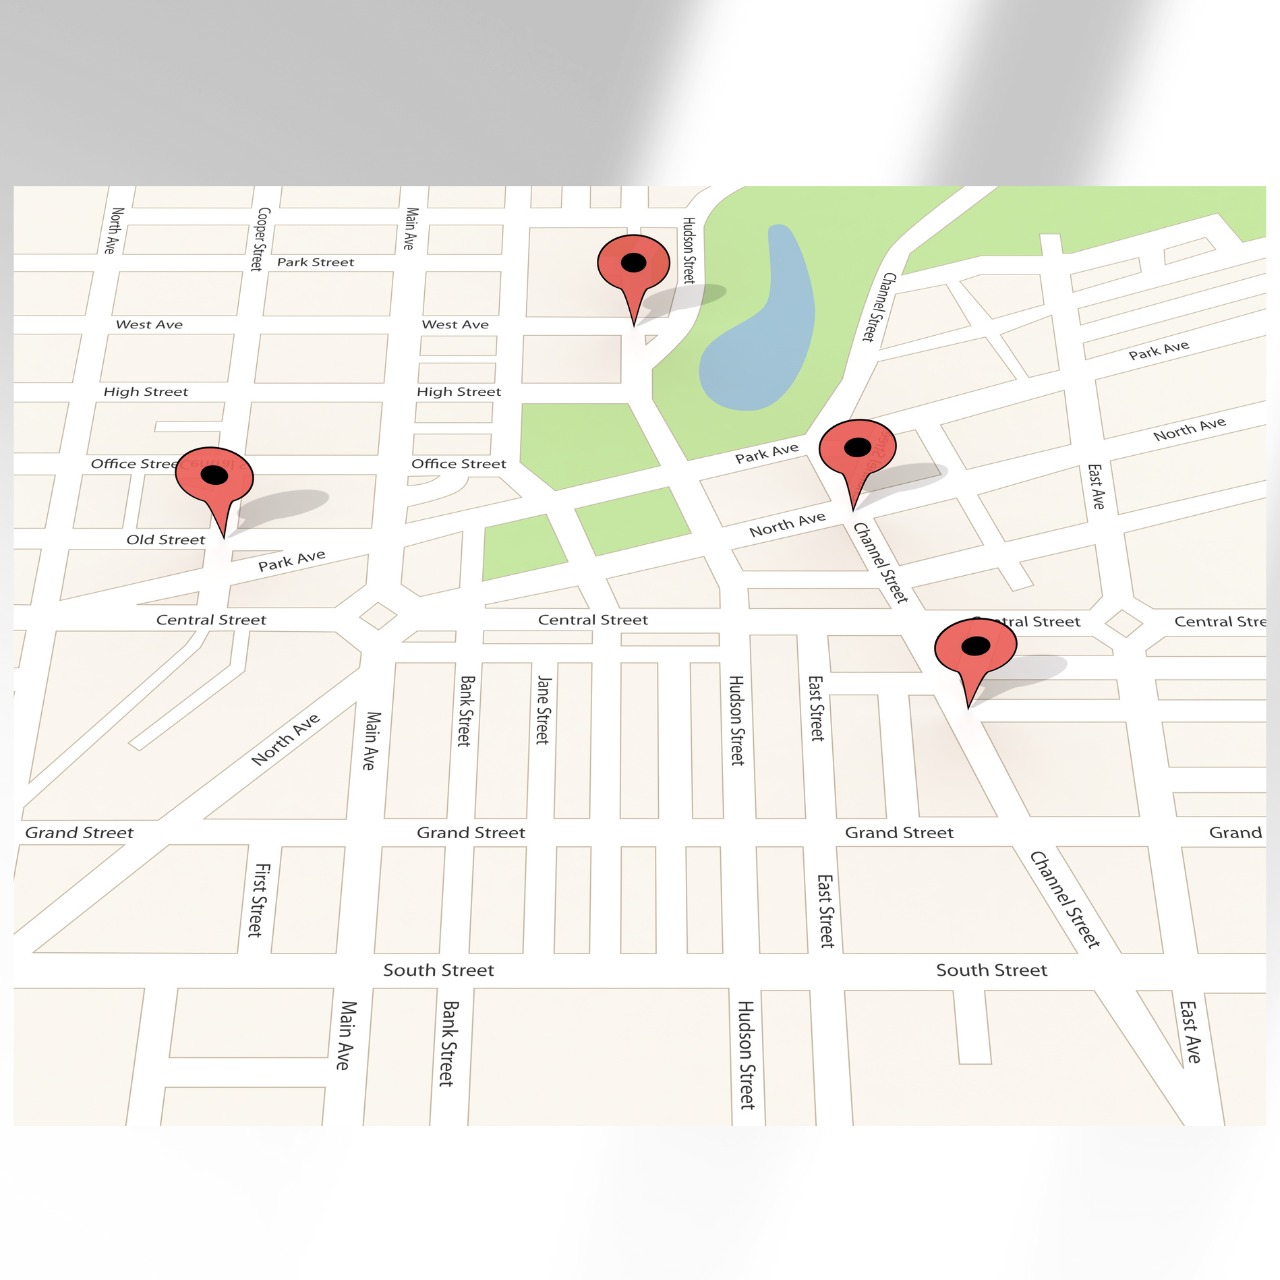 North Ave
Cooper Street
Main Ave
Hudson Street
Park Street
Channel Street
West Ave
West Ave
Park Ave
High Street
High Street
North Ave
Park Ave
Office Stree
Office Street
East Ave
North Ave
Old Street
Park Ave
Channel Street
Central Street
Central Street
Central Street
Central Stre
Bank Street
Jane Street
Hudson Street
East Street
Main Ave
North Ave
Grand Street
Grand Street
Grand Street
Grand
First Street
East Street
Channel Street
South Street
South Street
Main Ave
Bank Street
Hudson Street
East Ave